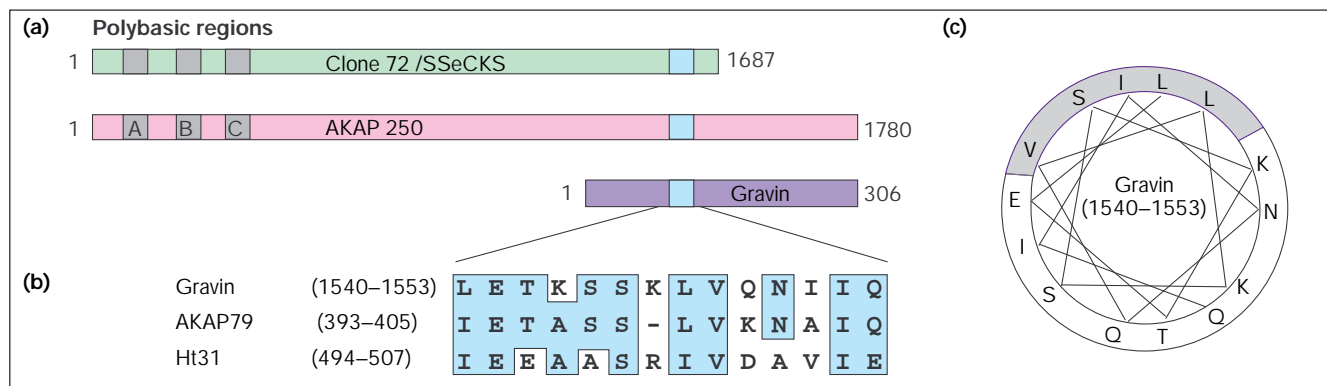 (a) Polybasic regions
1 Clone 72 /SSeCKS 1687
1 A B C AKAP 250 1780
1 Gravin 306
(b)
Gravin (1540–1553) L E T K S S K L V Q N I I Q
AKAP79 (393–405) I E T A S S - L V K N A I Q
Ht31 (494–507) I E E A A S R I V D A V I E
(c)
S I L L
V
K
E
N
Gravin
(1540–1553)
I
S
K
Q T Q